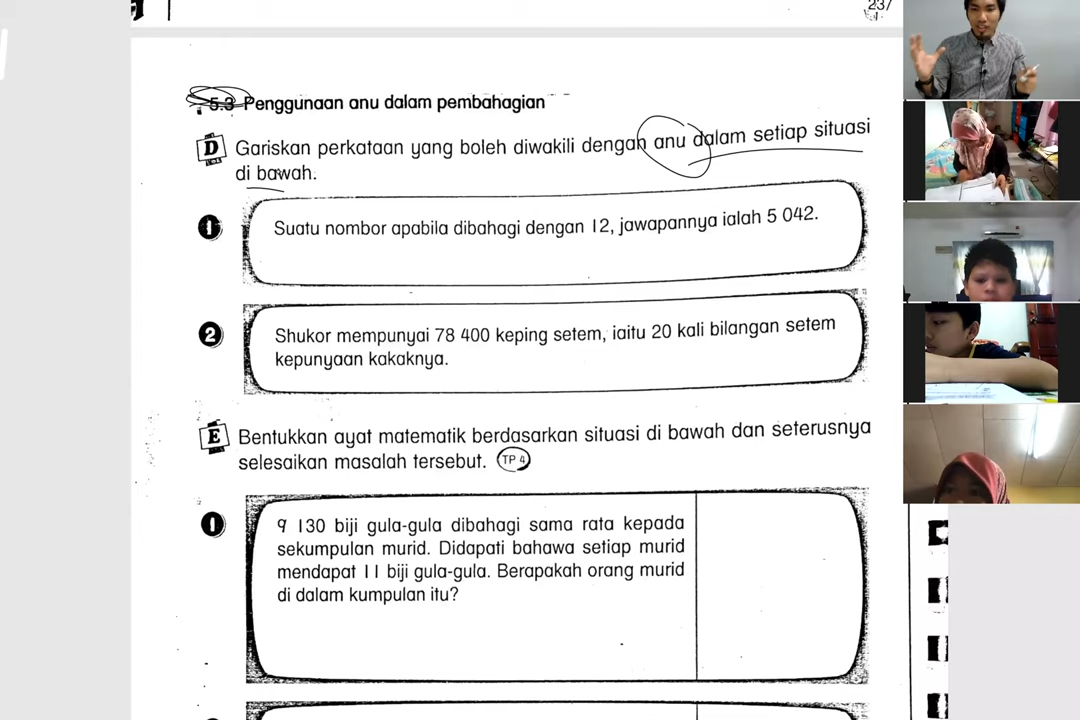 237
5.3 Penggunaan anu dalam pembahagian
D Gariskan perkataan yang boleh diwakili dengan anu dalam setiap situasi
di bawah.
1 Suatu nombor apabila dibahagi dengan 12, jawapannya ialah 5 042.
2 Shukor mempunyai 78 400 keping setem, iaitu 20 kali bilangan setem
kepunyaan kakaknya.
E Bentukkan ayat matematik berdasarkan situasi di bawah dan seterusnya
selesaikan masalah tersebut. TP 4
1 9 130 biji gula-gula dibahagi sama rata kepada
sekumpulan murid. Didapati bahawa setiap murid
mendapat 11 biji gula-gula. Berapakah orang murid
di dalam kumpulan itu?